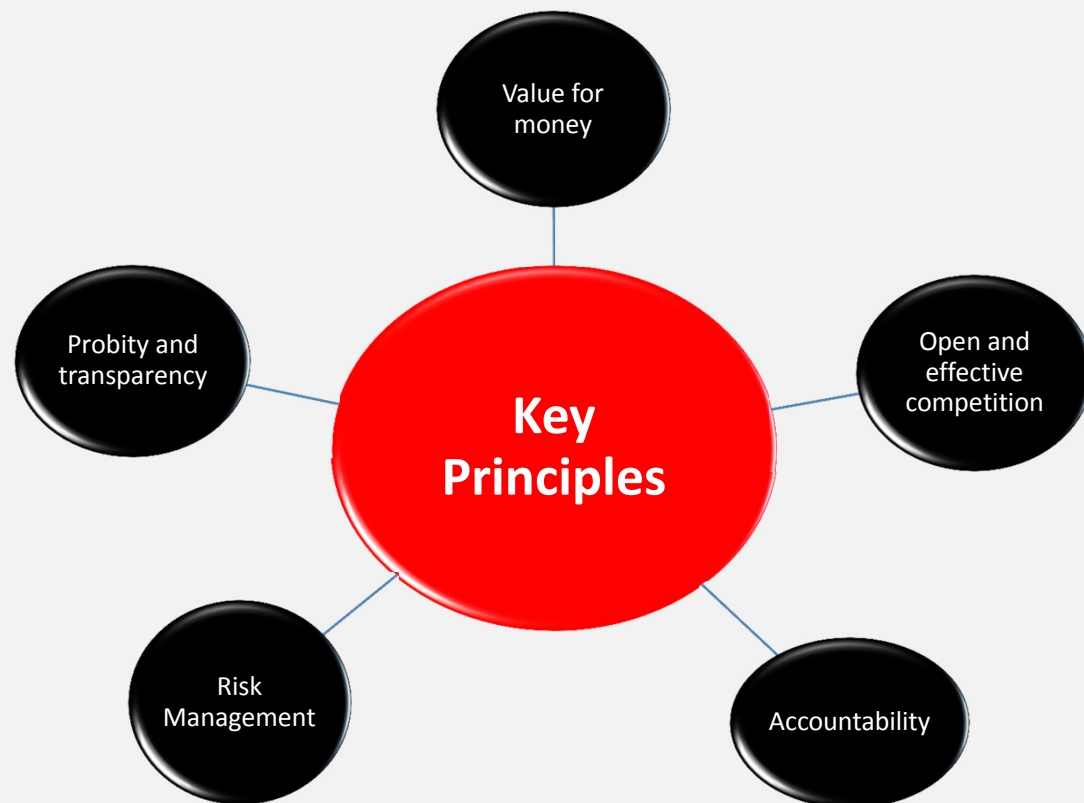 Value for
money
Probity and
transparency
Open and
effective
competition
Key
Principles
Risk
Management
Accountability